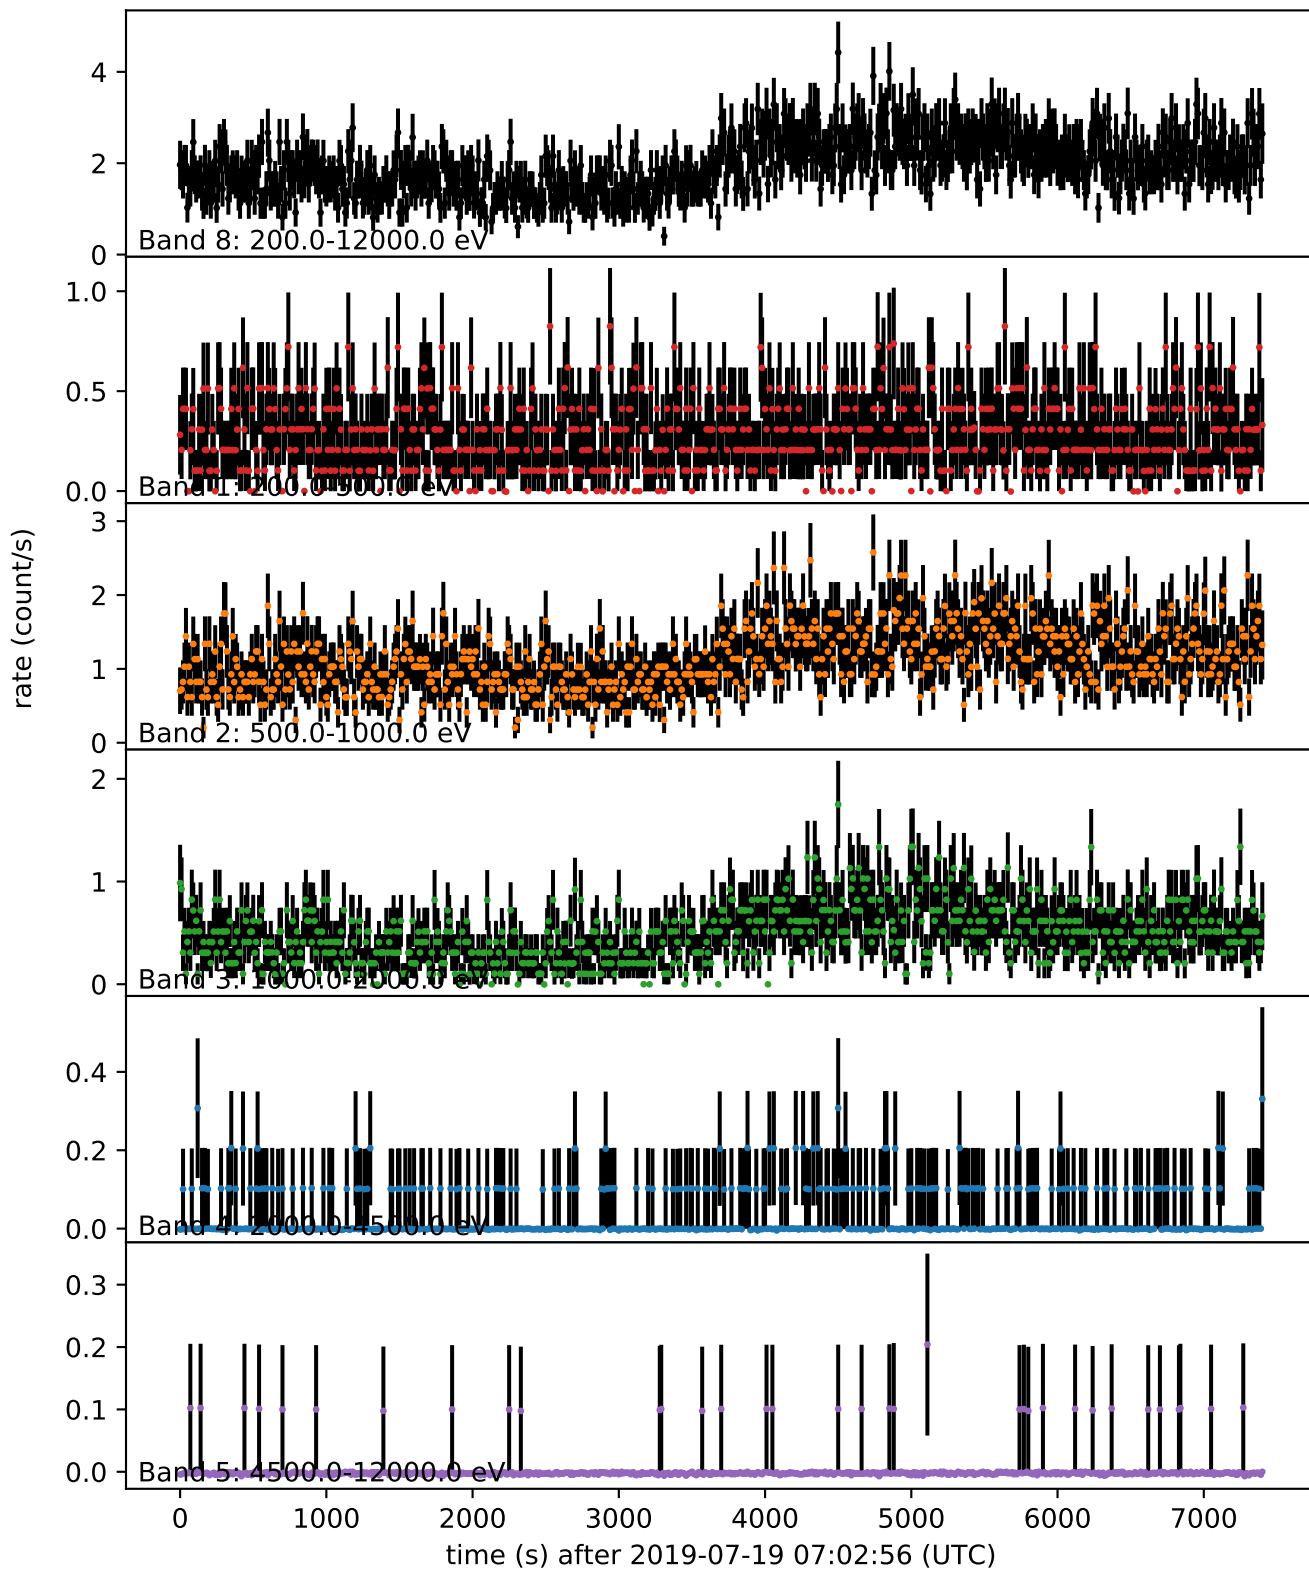 4
2
0
Band 8: 200.0-12000.0 eV
1.0
0.5
0.0
Band 1: 200.0-500.0 eV
3
2
1
0
Band 2: 500.0-1000.0 eV
rate (count/s)
2
1
0
Band 3: 1000.0-2000.0 eV
0.4
0.2
0.0
Band 4: 2000.0-4500.0 eV
0.3
0.2
0.1
0.0
Band 5: 4500.0-12000.0 eV
0 1000 2000 3000 4000 5000 6000 7000
time (s) after 2019-07-19 07:02:56 (UTC)